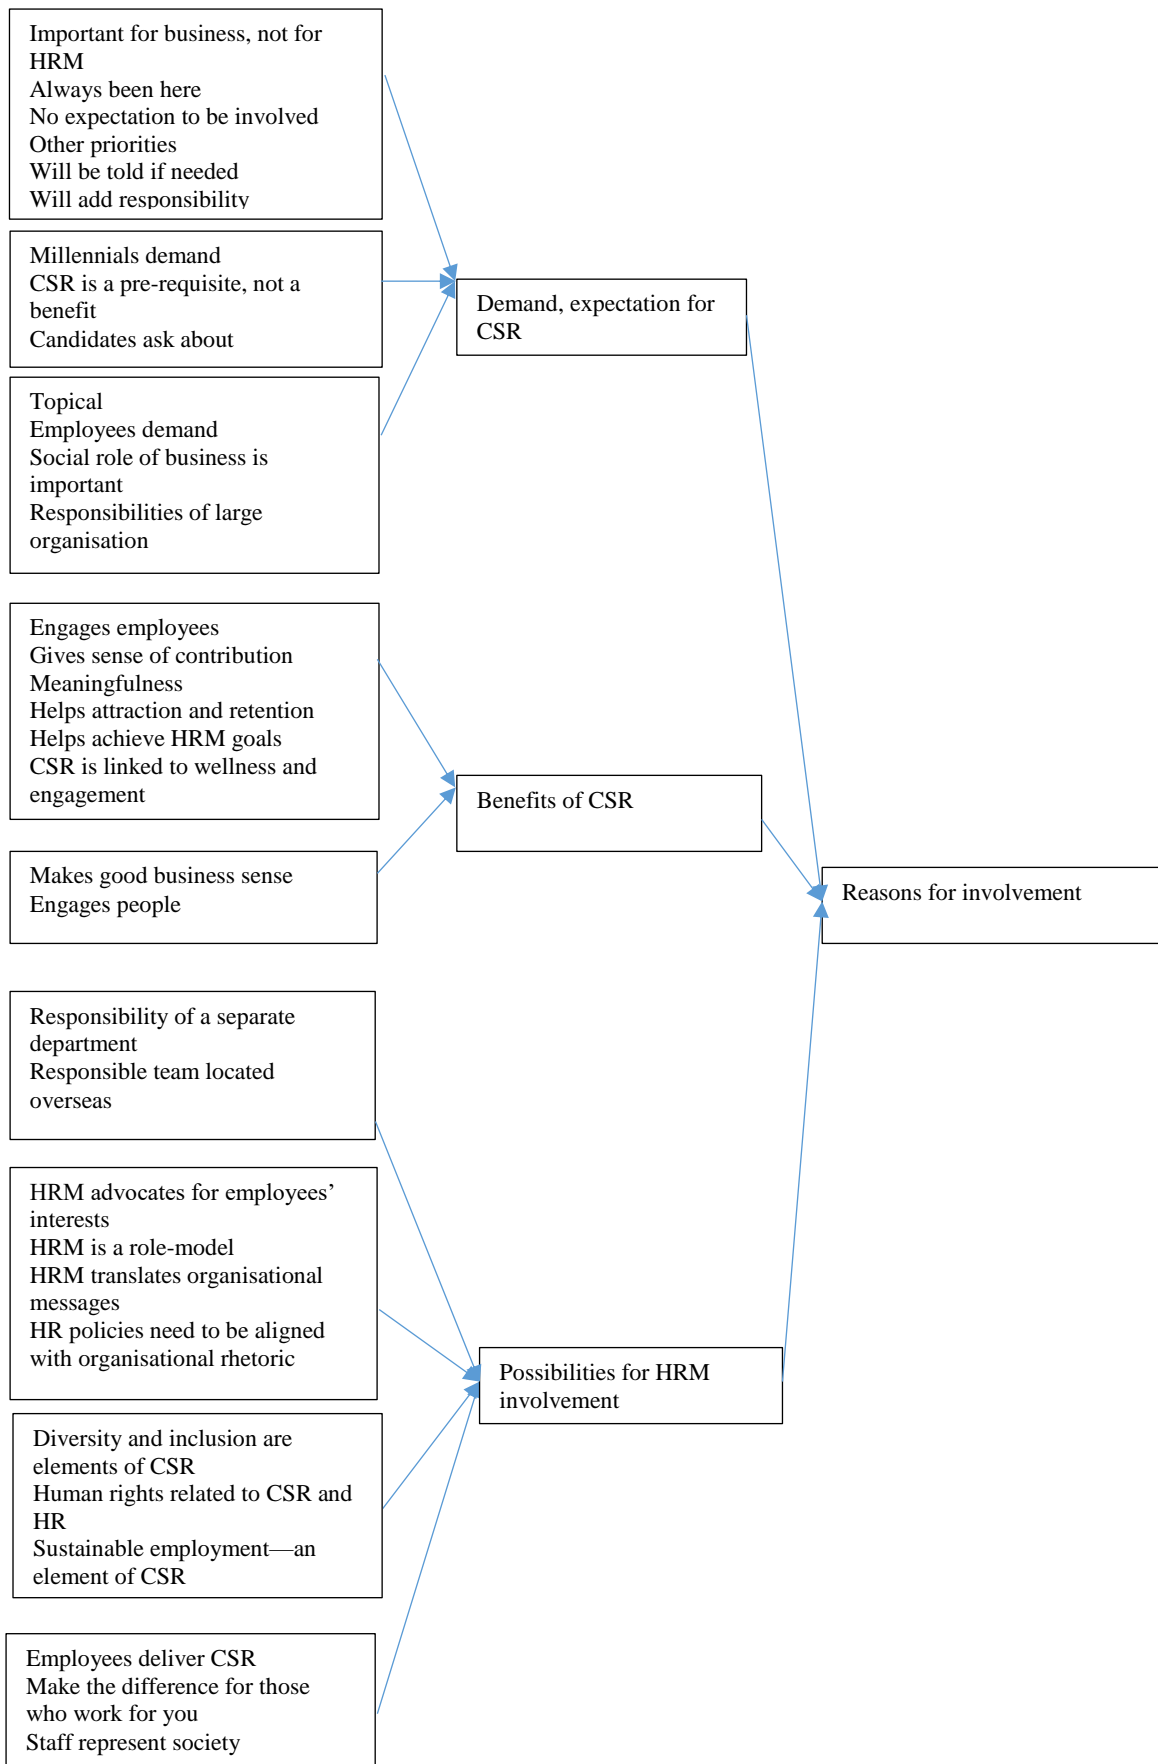 Important for business, not for
HRM
Always been here
No expectation to be involved
Other priorities
Will be told if needed
Will add responsibility
Millennials demand
CSR is a pre-requisite, not a
benefit
Candidates ask about
Demand, expectation for
CSR
Topical
Employees demand
Social role of business is
important
Responsibilities of large
organisation
Engages employees
Gives sense of contribution
Meaningfulness
Helps attraction and retention
Helps achieve HRM goals
CSR is linked to wellness and
engagement
Benefits of CSR
Makes good business sense
Engages people
Reasons for involvement
Responsibility of a separate
department
Responsible team located
overseas
HRM advocates for employees’
interests
HRM is a role-model
HRM translates organisational
messages
HR policies need to be aligned
with organisational rhetoric
Possibilities for HRM
involvement
Diversity and inclusion are
elements of CSR
Human rights related to CSR and
HR
Sustainable employment—an
element of CSR
Employees deliver CSR
Make the difference for those
who work for you
Staff represent society